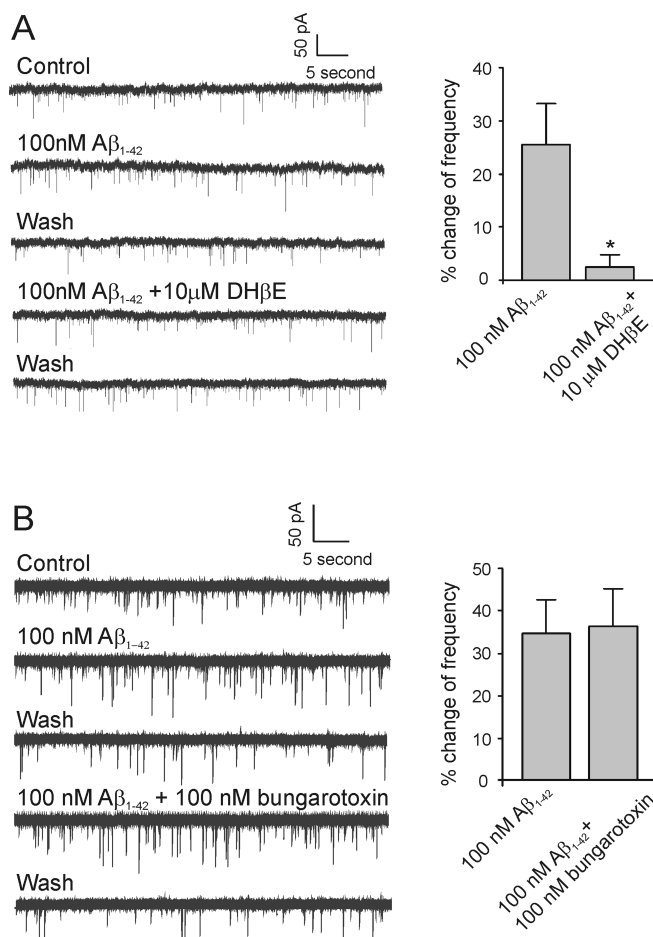 A
50 pA
5 second
Control
100nM Aβ₁₋₄₂
Wash
100nM Aβ₁₋₄₂ +10μM DHβE
Wash
% change of frequency
40
30
20
10
0
*
100 nM Aβ₁₋₄₂
100 nM Aβ₁₋₄₂+
10 μM DHβE
B
50 pA
5 second
Control
100 nM Aβ₁₋₄₂
Wash
100 nM Aβ₁₋₄₂ + 100 nM bungarotoxin
Wash
% change of frequency
50
40
30
20
10
0
100 nM Aβ₁₋₄₂
100 nM Aβ₁₋₄₂+
100 nM bungarotoxin